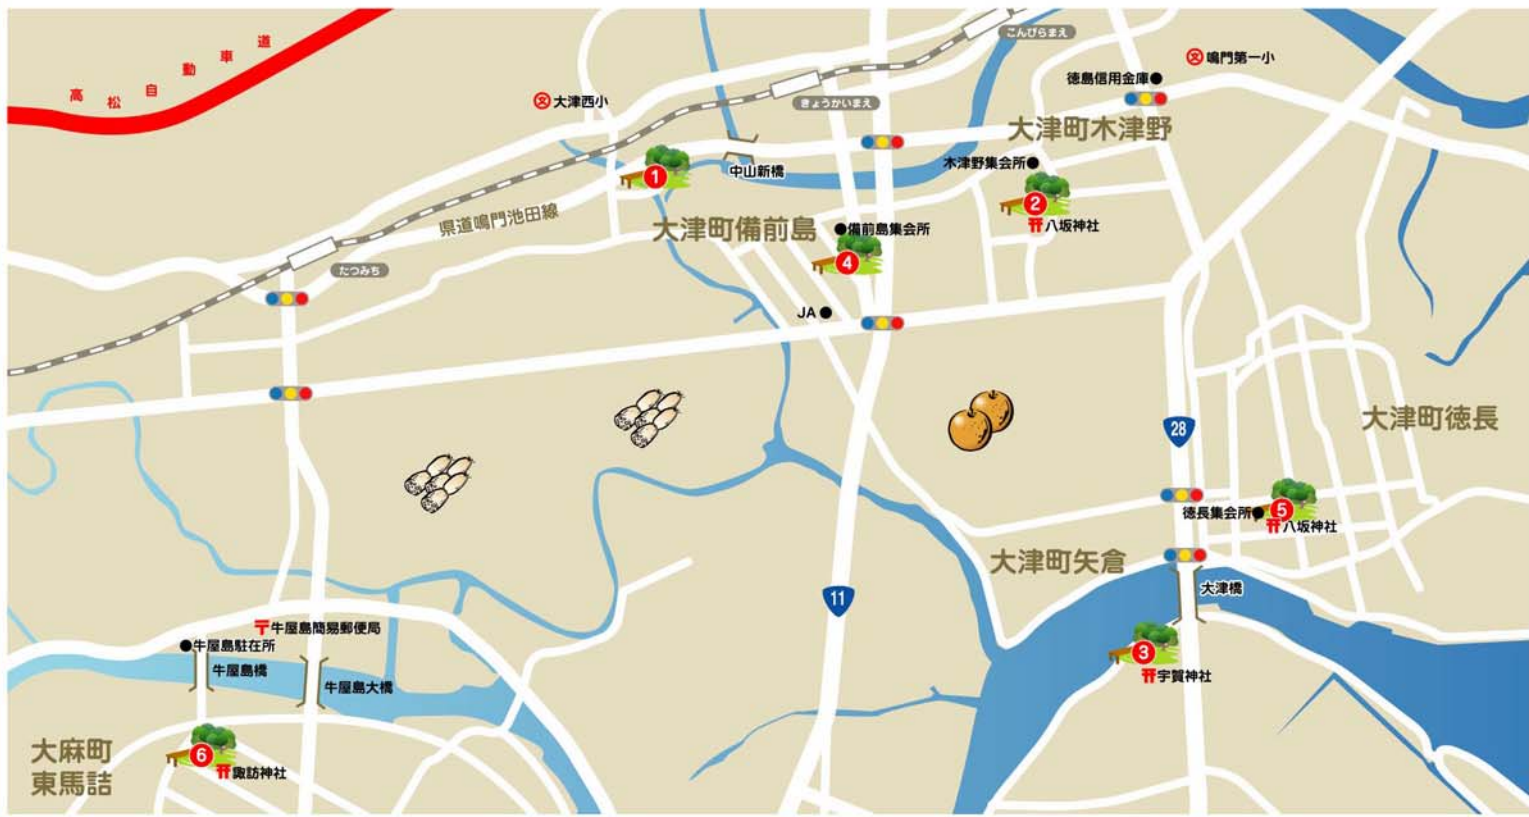 高松自動車道
こんぴらまえ
鳴門第一小
徳島信用金庫
大津西小
きょうかいまえ
大津町木津野
木津野集会所
中山新橋
1
2
八坂神社
県道鳴門池田線
大津町備前島
備前島集会所
4
たつみち
JA
28
大津町徳長
徳長集会所
5
八坂神社
大津町矢倉
大津橋
11
牛屋島簡易郵便局
牛屋島駐在所
牛屋島橋
牛屋島大橋
3
宇賀神社
大麻町
東馬詰
6
諏訪神社